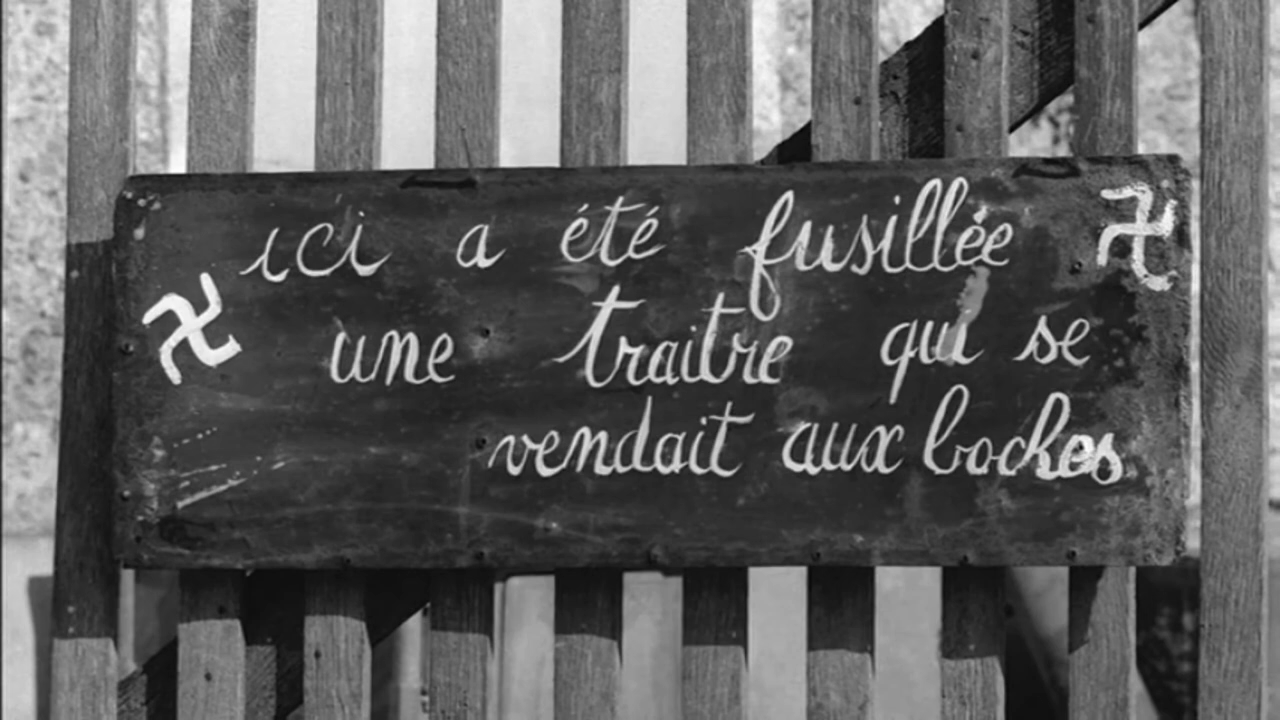 ici a été fusillée
une traitre qui se
vendait aux boches